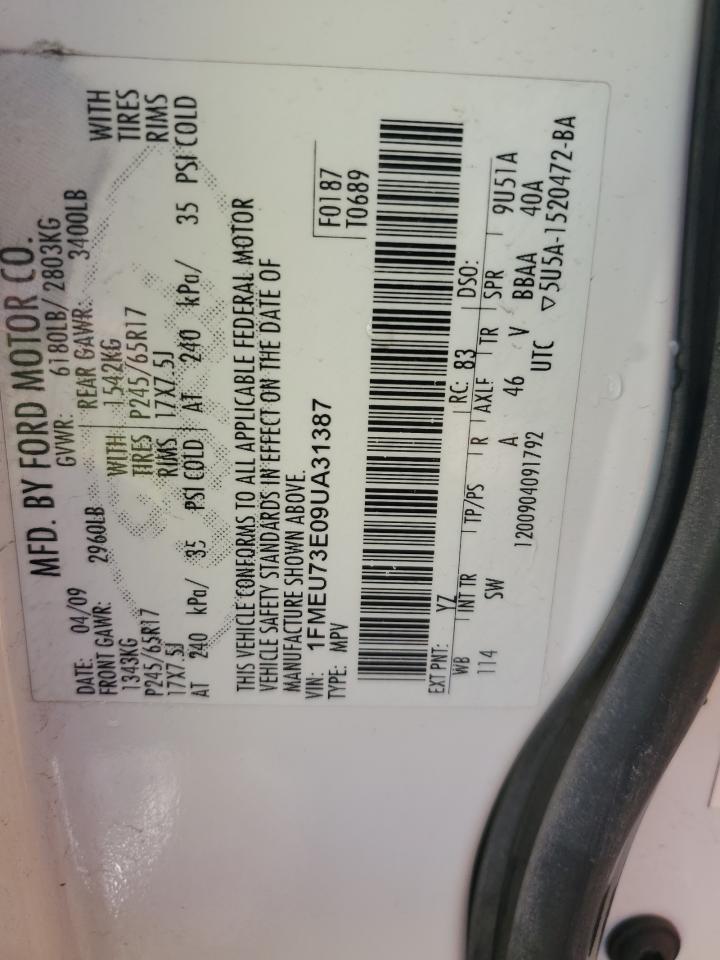 MFD. BY FORD MOTOR CO.
DATE: 04/09 GVWR: 6180LB/ 2803KG
FRONT GAWR: 2960LB REAR GAWR: 3400LB
1343KG WITH 1542KG WITH
P245/65R17 TIRES P245/65R17 TIRES
17X7.5J RIMS 17X7.5J RIMS
AT 240 kPa/ 35 PSI COLD AT 240 kPa/ 35 PSI COLD
THIS VEHICLE CONFORMS TO ALL APPLICABLE FEDERAL MOTOR
VEHICLE SAFETY STANDARDS IN EFFECT ON THE DATE OF
MANUFACTURE SHOWN ABOVE.
VIN: 1FMEU73E09UA31387 F0187
TYPE: MPV T0689
EXT PNT: YZ RC: 83 DSO:
WB INT TR TP/PS R AXLE TR SPR 9U51A
114 SW A 46 V BBAA 40A
1200904091792 UTC ▽5U5A-1520472-BA